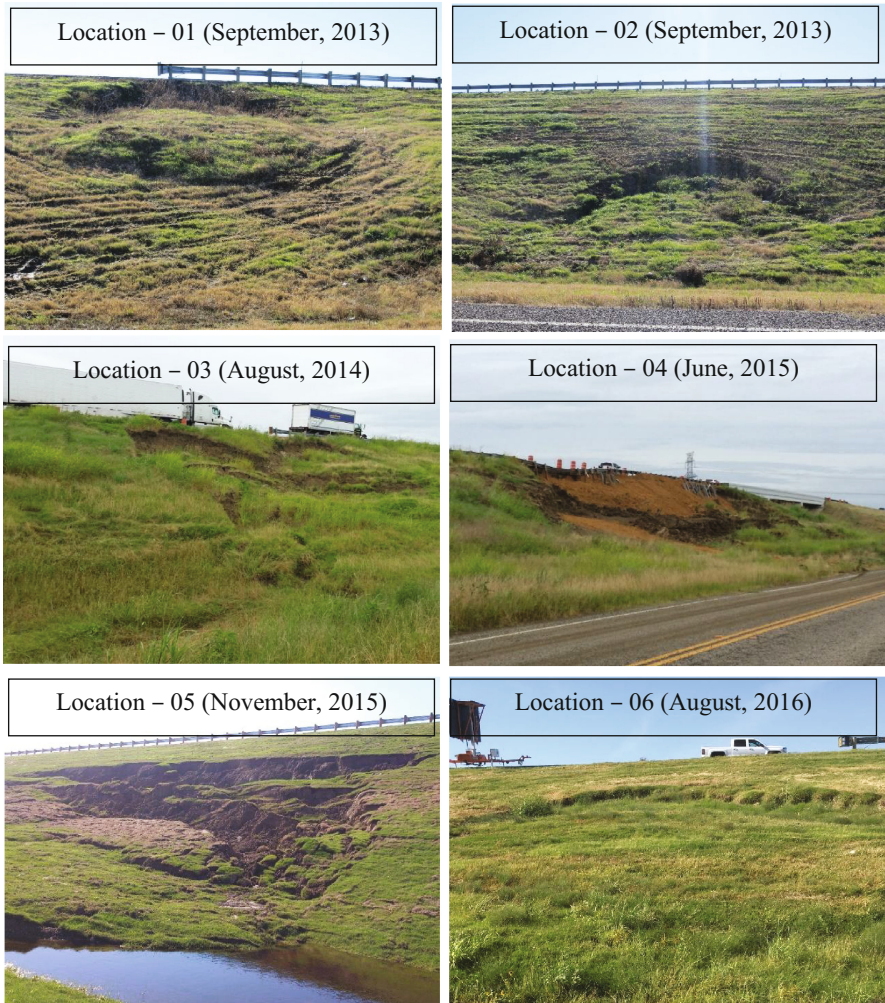 Location – 01 (September, 2013)
Location – 02 (September, 2013)
Location – 03 (August, 2014)
Location – 04 (June, 2015)
Location – 05 (November, 2015)
Location – 06 (August, 2016)